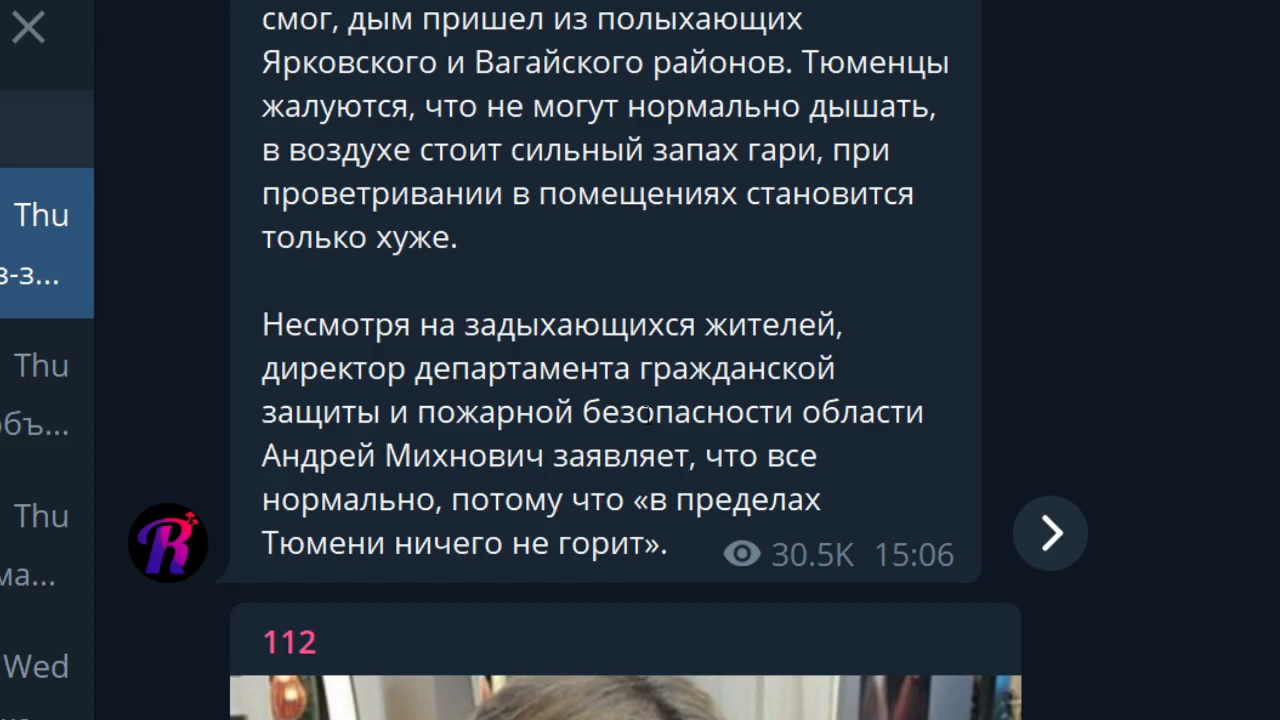 смог, дым пришел из полыхающих
Ярковского и Вагайского районов. Тюменцы
жалуются, что не могут нормально дышать,
в воздухе стоит сильный запах гари, при
проветривании в помещениях становится
только хуже.
Несмотря на задыхающихся жителей,
директор департамента гражданской
защиты и пожарной безопасности области
Андрей Михнович заявляет, что все
нормально, потому что «в пределах
Тюмени ничего не горит».
30.5K 15:06
112
Thu
з-з...
Thu
объ...
Thu
ма...
Wed
R